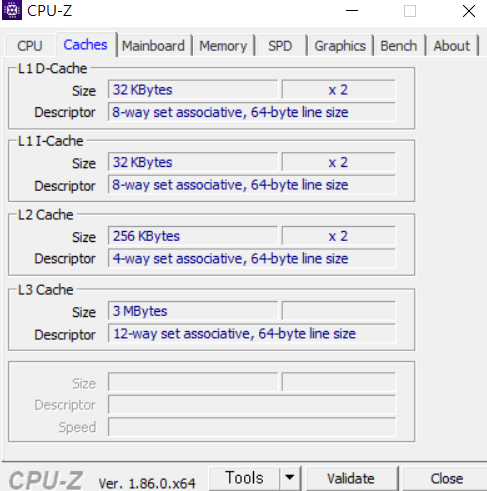 CPU-Z
CPU Caches Mainboard Memory SPD Graphics Bench About
L1 D-Cache
Size 32 KBytes x 2
Descriptor 8-way set associative, 64-byte line size
L1 I-Cache
Size 32 KBytes x 2
Descriptor 8-way set associative, 64-byte line size
L2 Cache
Size 256 KBytes x 2
Descriptor 4-way set associative, 64-byte line size
L3 Cache
Size 3 MBytes
Descriptor 12-way set associative, 64-byte line size
Size
Descriptor
Speed
CPU-Z Ver. 1.86.0.x64 Tools Validate Close